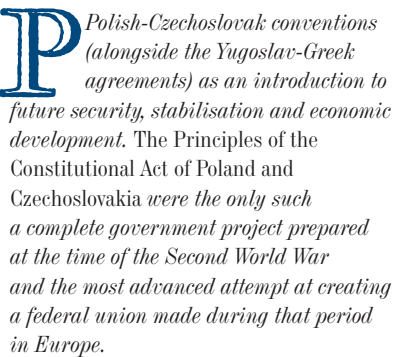 P Polish-Czechoslovak conventions
(alongside the Yugoslav-Greek
agreements) as an introduction to
future security, stabilisation and economic
development. The Principles of the
Constitutional Act of Poland and
Czechoslovakia were the only such
a complete government project prepared
at the time of the Second World War
and the most advanced attempt at creating
a federal union made during that period
in Europe.